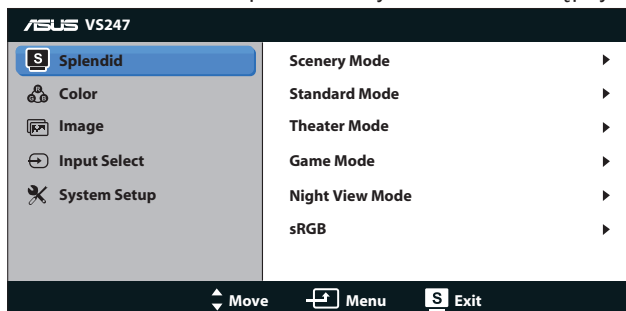 ASUS VS247
S Splendid
Color
Image
Input Select
System Setup
Scenery Mode
Standard Mode
Theater Mode
Game Mode
Night View Mode
sRGB
Move Menu S Exit